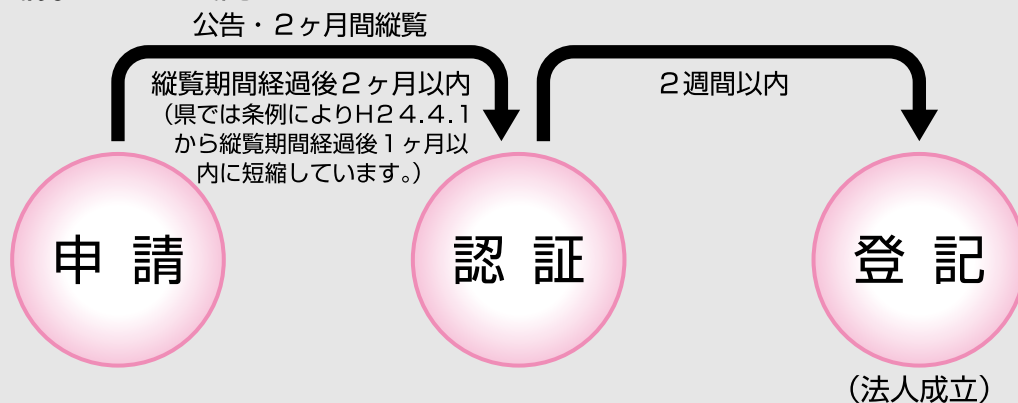 公告・２ヶ月間縦覧
縦覧期間経過後２ヶ月以内
（県では条例によりH２４.４.１
から縦覧期間経過後１ヶ月以
内に短縮しています。）
２週間以内
申 請
認 証
登 記
（法人成立）